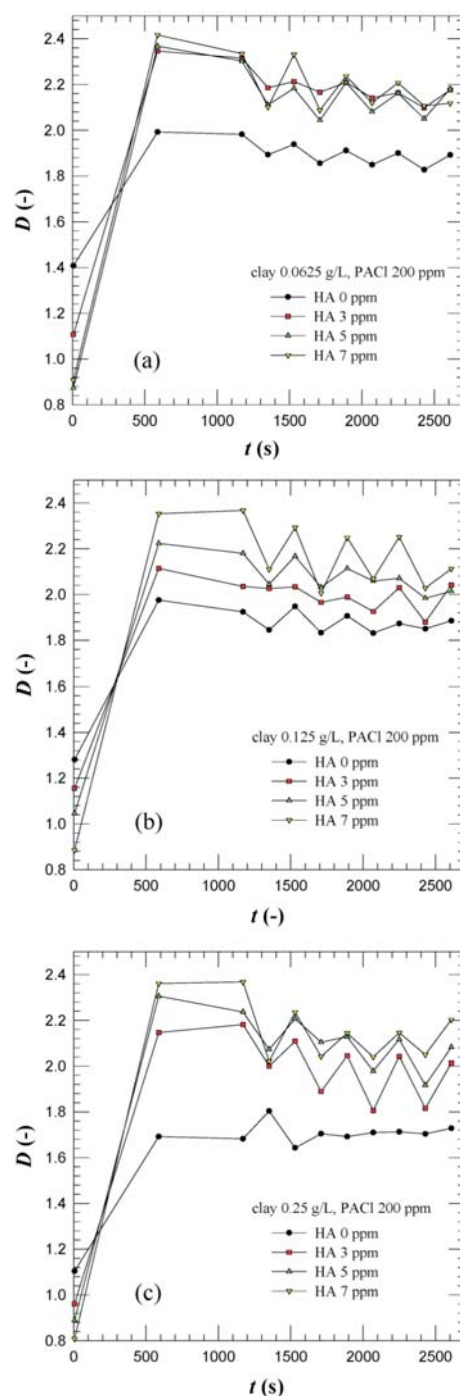 2.4
2.2
2.0
1.8
1.6
1.4
1.2
1.0
0.8
D (-)
clay 0.0625 g/L, PACl 200 ppm
HA 0 ppm
HA 3 ppm
HA 5 ppm
HA 7 ppm
(a)
0 500 1000 1500 2000 2500
t (s)
2.4
2.2
2.0
1.8
1.6
1.4
1.2
1.0
0.8
D (-)
clay 0.125 g/L, PACl 200 ppm
HA 0 ppm
HA 3 ppm
HA 5 ppm
HA 7 ppm
(b)
0 500 1000 1500 2000 2500
t (-)
2.4
2.2
2.0
1.8
1.6
1.4
1.2
1.0
0.8
D (-)
clay 0.25 g/L, PACl 200 ppm
HA 0 ppm
HA 3 ppm
HA 5 ppm
HA 7 ppm
(c)
0 500 1000 1500 2000 2500
t (s)